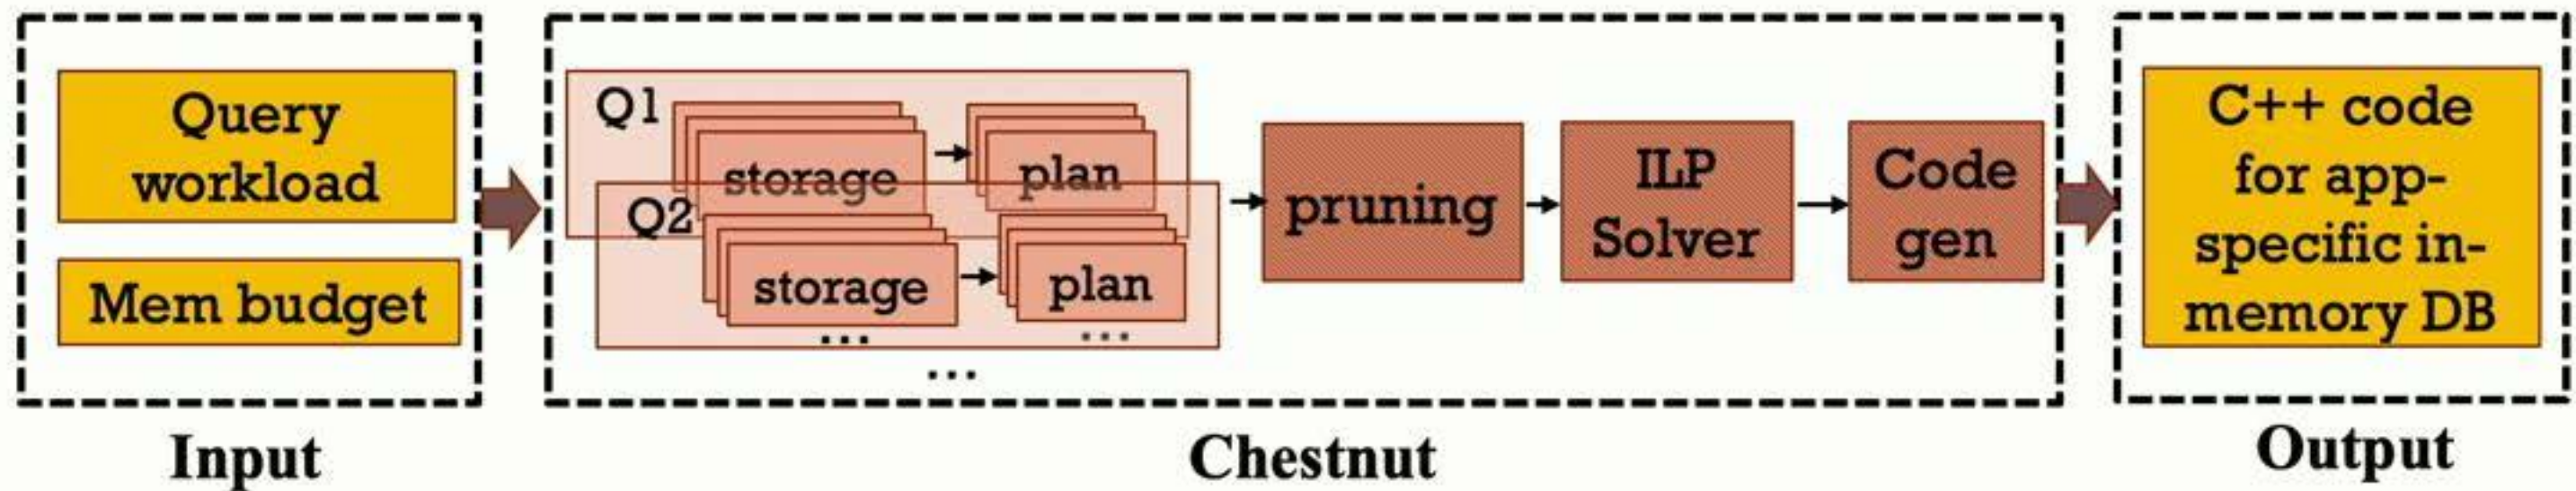 Query
workload
Mem budget
Q1
storage
plan
Q2
storage
plan
...
...
...
pruning
ILP
Solver
Code
gen
C++ code
for app-
specific in-
memory DB
Input
Chestnut
Output